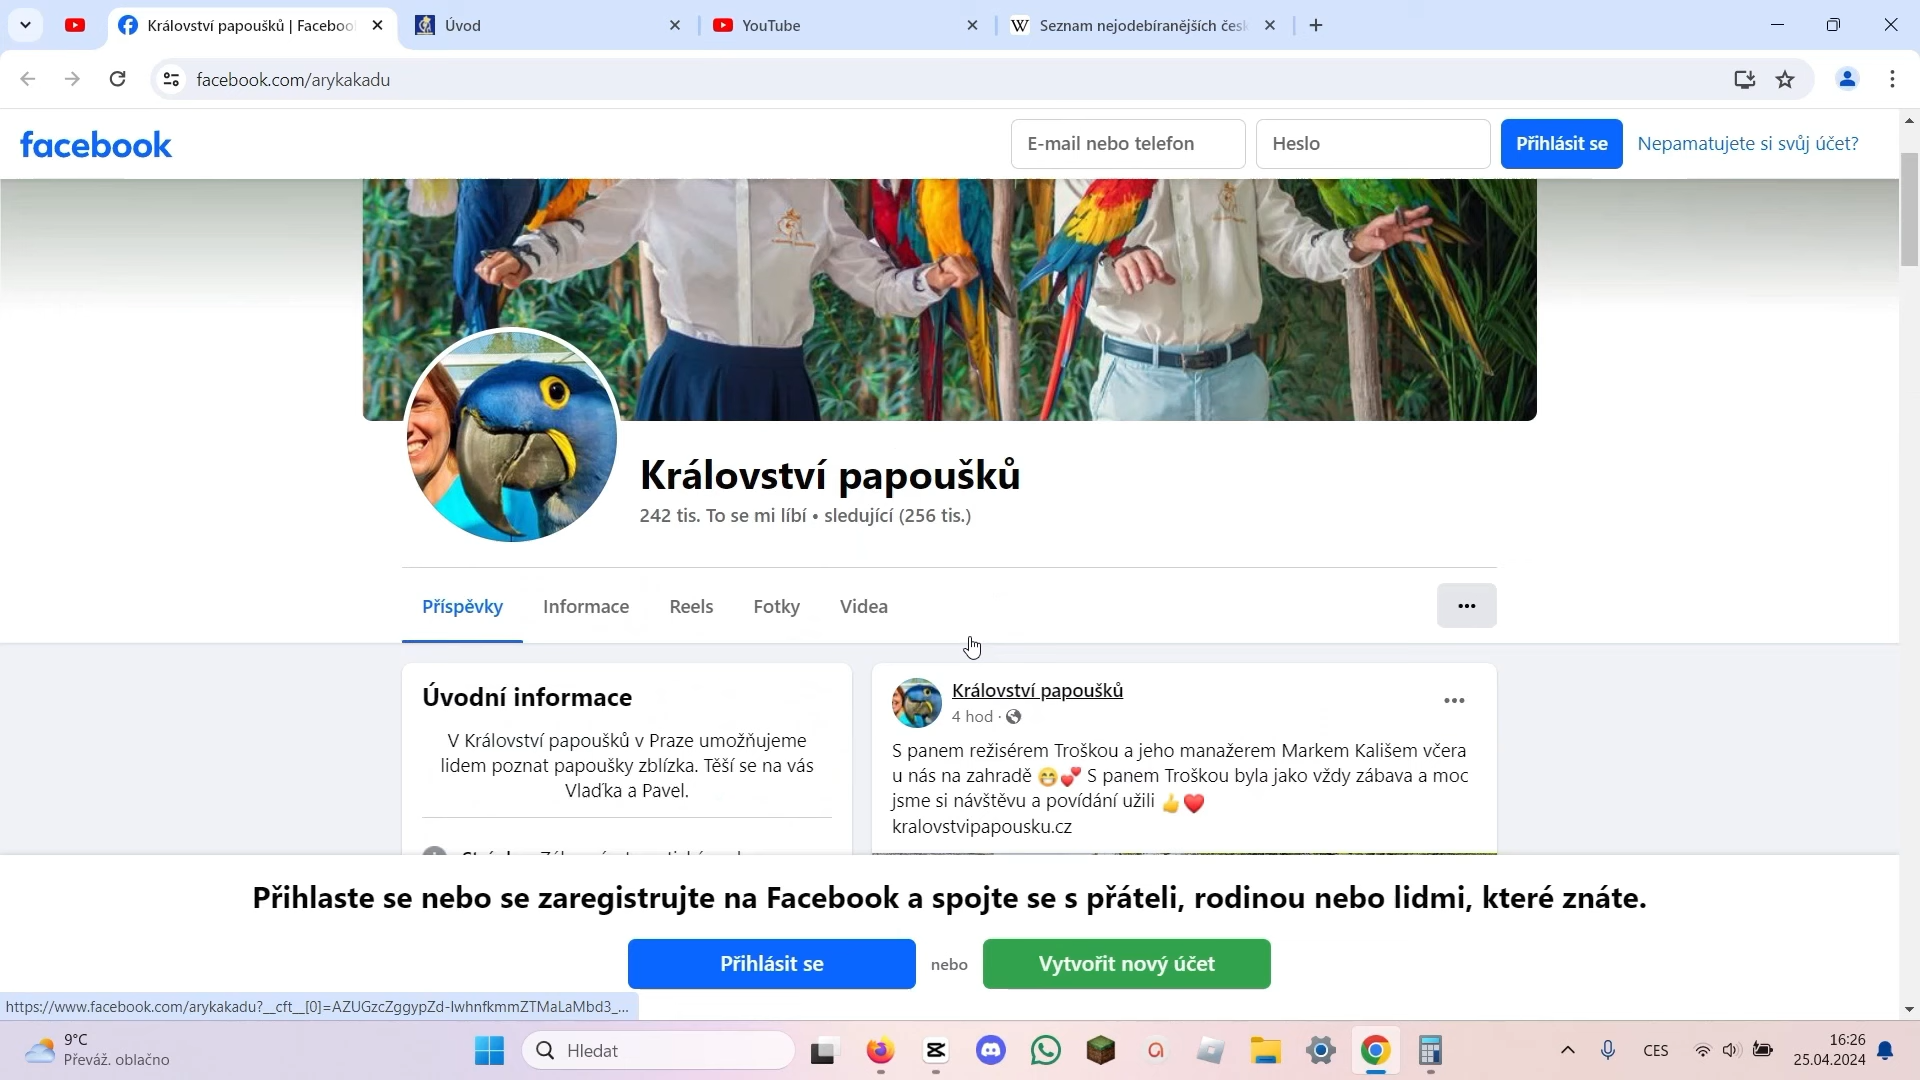 Království papoušků | Faceboo
Úvod
YouTube
Seznam nejodebíranějších česk
facebook.com/arykakadu
facebook
E-mail nebo telefon
Heslo
Přihlásit se
Nepamatujete si svůj účet?
Království papoušků
242 tis. To se mi líbí • sledující (256 tis.)
Příspěvky
Informace
Reels
Fotky
Videa
Úvodní informace
V Království papoušků v Praze umožňujeme
lidem poznat papoušky zblízka. Těší se na vás
Vlaďka a Pavel.
Království papoušků
4 hod ·
S panem režisérem Troškou a jeho manažerem Markem Kališem včera
u nás na zahradě 😁💕 S panem Troškou byla jako vždy zábava a moc
jsme si návštěvu a povídání užili 👍❤️
kralovstvipapousku.cz
Přihlaste se nebo se zaregistrujte na Facebook a spojte se s přáteli, rodinou nebo lidmi, které znáte.
Přihlásit se
nebo
Vytvořit nový účet
https://www.facebook.com/arykakadu?__cft__[0]=AZUGzcZggypZd-IwhnfkmmZTMaLaMbd3_...
9°C
Převáž. oblačno
Hledat
CES
16:26
25.04.2024